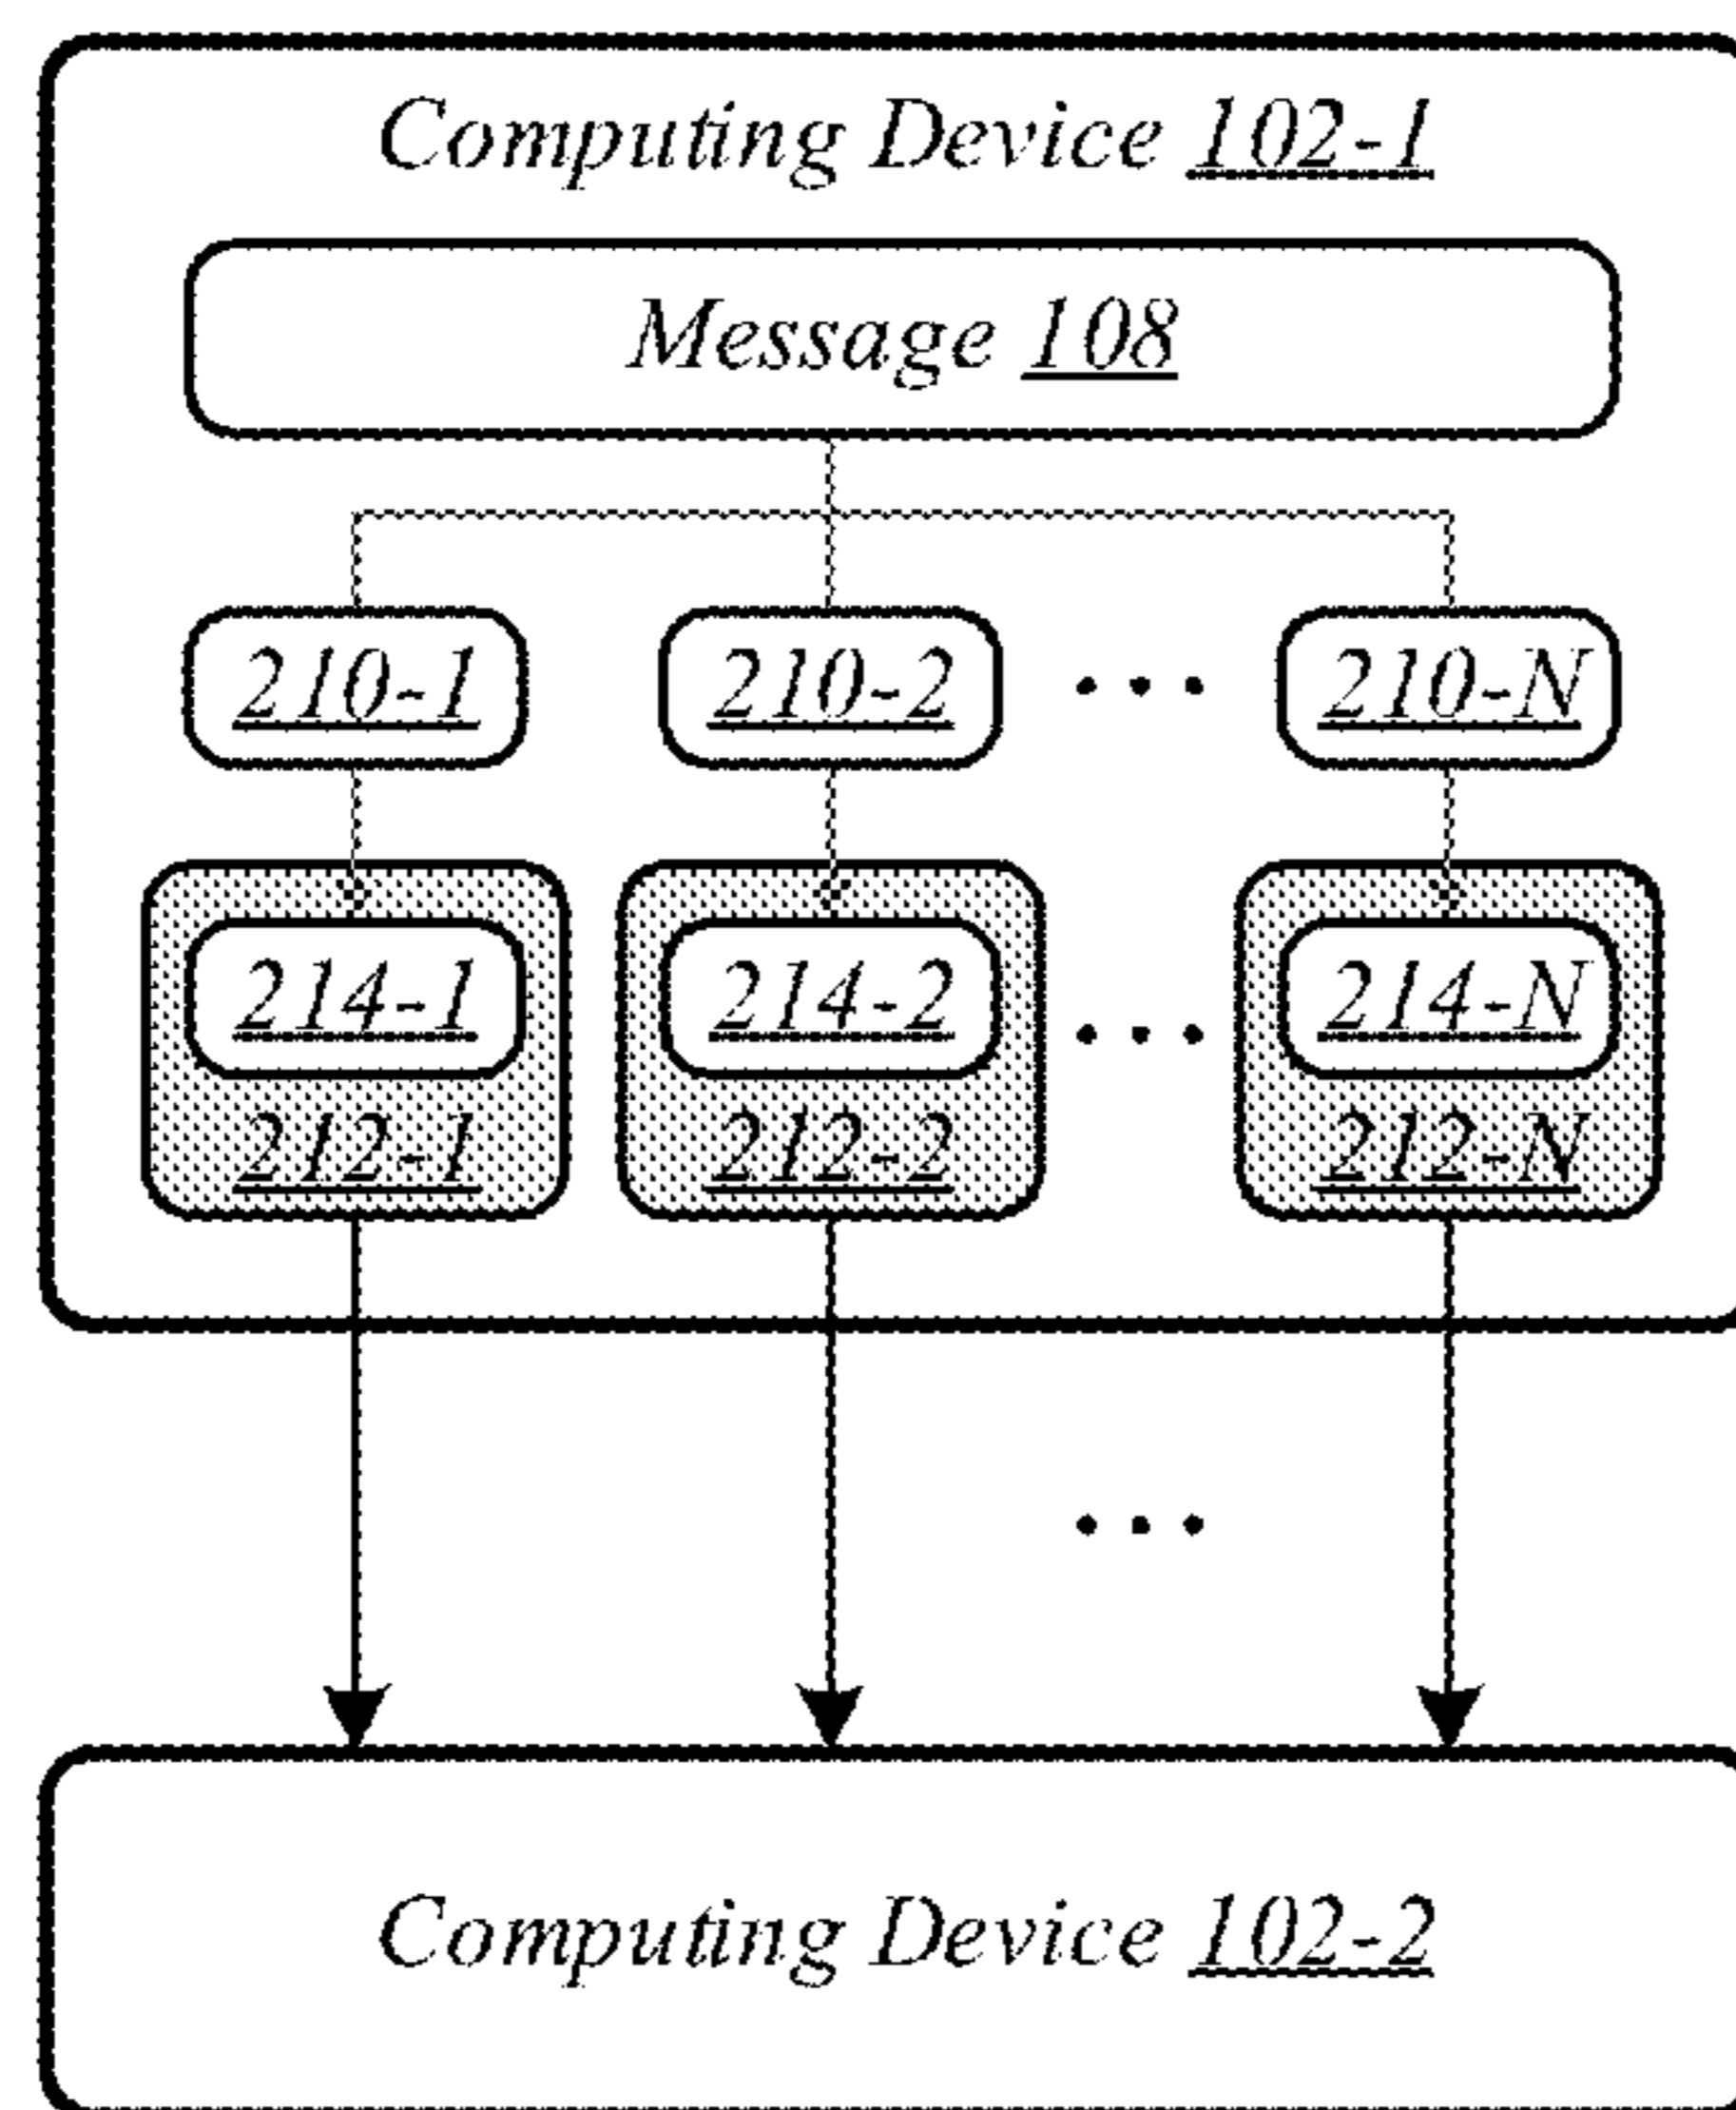 Computing Device 102-1
Message 108
210-1 210-2 ... 210-N
214-1 214-2 ... 214-N
212-1 212-2 212-N
...
Computing Device 102-2